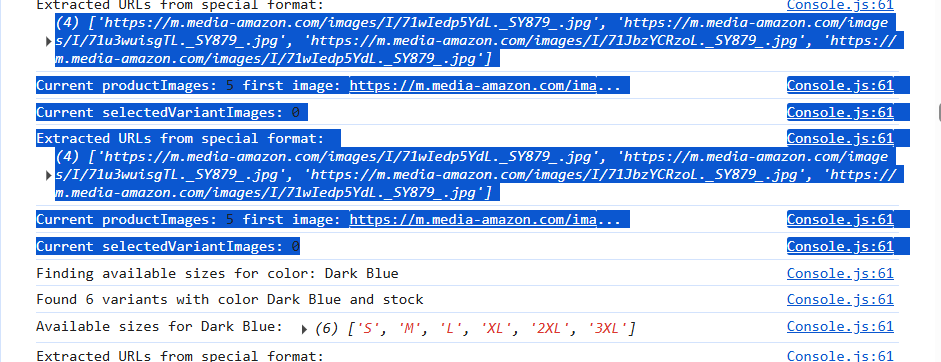 Extracted URLs from special format: Console.js:61
(4) ['https://m.media-amazon.com/images/I/71wIedp5YdL._SY879_.jpg', 'https://m.media-amazon.com/image
s/I/71u3wuisgTL._SY879_.jpg', 'https://m.media-amazon.com/images/I/71JbzYCRzoL._SY879_.jpg', 'https://
m.media-amazon.com/images/I/71wIedp5YdL._SY879_.jpg']
Current productImages: 5 first image: https://m.media-amazon.com/ima... Console.js:61
Current selectedVariantImages: 0 Console.js:61
Extracted URLs from special format: Console.js:61
(4) ['https://m.media-amazon.com/images/I/71wIedp5YdL._SY879_.jpg', 'https://m.media-amazon.com/image
s/I/71u3wuisgTL._SY879_.jpg', 'https://m.media-amazon.com/images/I/71JbzYCRzoL._SY879_.jpg', 'https://
m.media-amazon.com/images/I/71wIedp5YdL._SY879_.jpg']
Current productImages: 5 first image: https://m.media-amazon.com/ima... Console.js:61
Current selectedVariantImages: 0 Console.js:61
Finding available sizes for color: Dark Blue Console.js:61
Found 6 variants with color Dark Blue and stock Console.js:61
Available sizes for Dark Blue: (6) ['S', 'M', 'L', 'XL', '2XL', '3XL'] Console.js:61
Extracted URLs from special format: Console.js:61